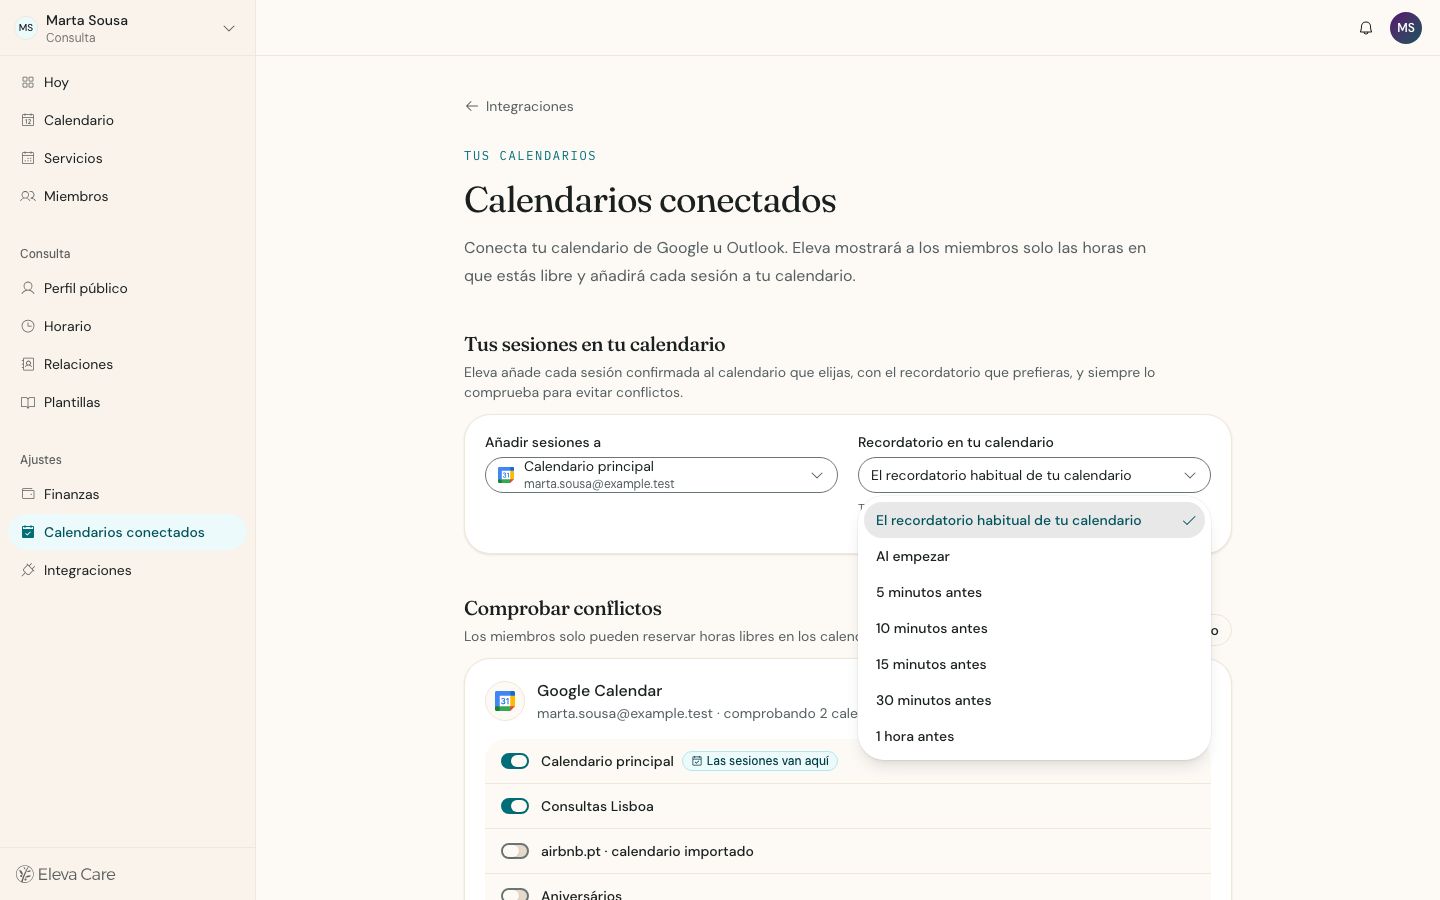 MS
Marta Sousa
Consulta
MS
Hoy
Calendario
Servicios
Miembros
Consulta
Perfil público
Horario
Relaciones
Plantillas
Ajustes
Finanzas
Calendarios conectados
Integraciones
Eleva Care
Integraciones
TUS CALENDARIOS
Calendarios conectados
Conecta tu calendario de Google u Outlook. Eleva mostrará a los miembros solo las horas en
que estás libre y añadirá cada sesión a tu calendario.
Tus sesiones en tu calendario
Eleva añade cada sesión confirmada al calendario que elijas, con el recordatorio que prefieras, y siempre lo
comprueba para evitar conflictos.
Añadir sesiones a
31
Calendario principal
marta.sousa@example.test
Recordatorio en tu calendario
El recordatorio habitual de tu calendario
El recordatorio habitual de tu calendario
Al empezar
5 minutos antes
10 minutos antes
15 minutos antes
30 minutos antes
1 hora antes
Comprobar conflictos
Los miembros solo pueden reservar horas libres en los
31
Google Calendar
marta.sousa@example.test · comprobando 2
Calendario principal
Las sesiones van aquí
Consultas Lisboa
airbnb.pt · calendario importado
Aniversários